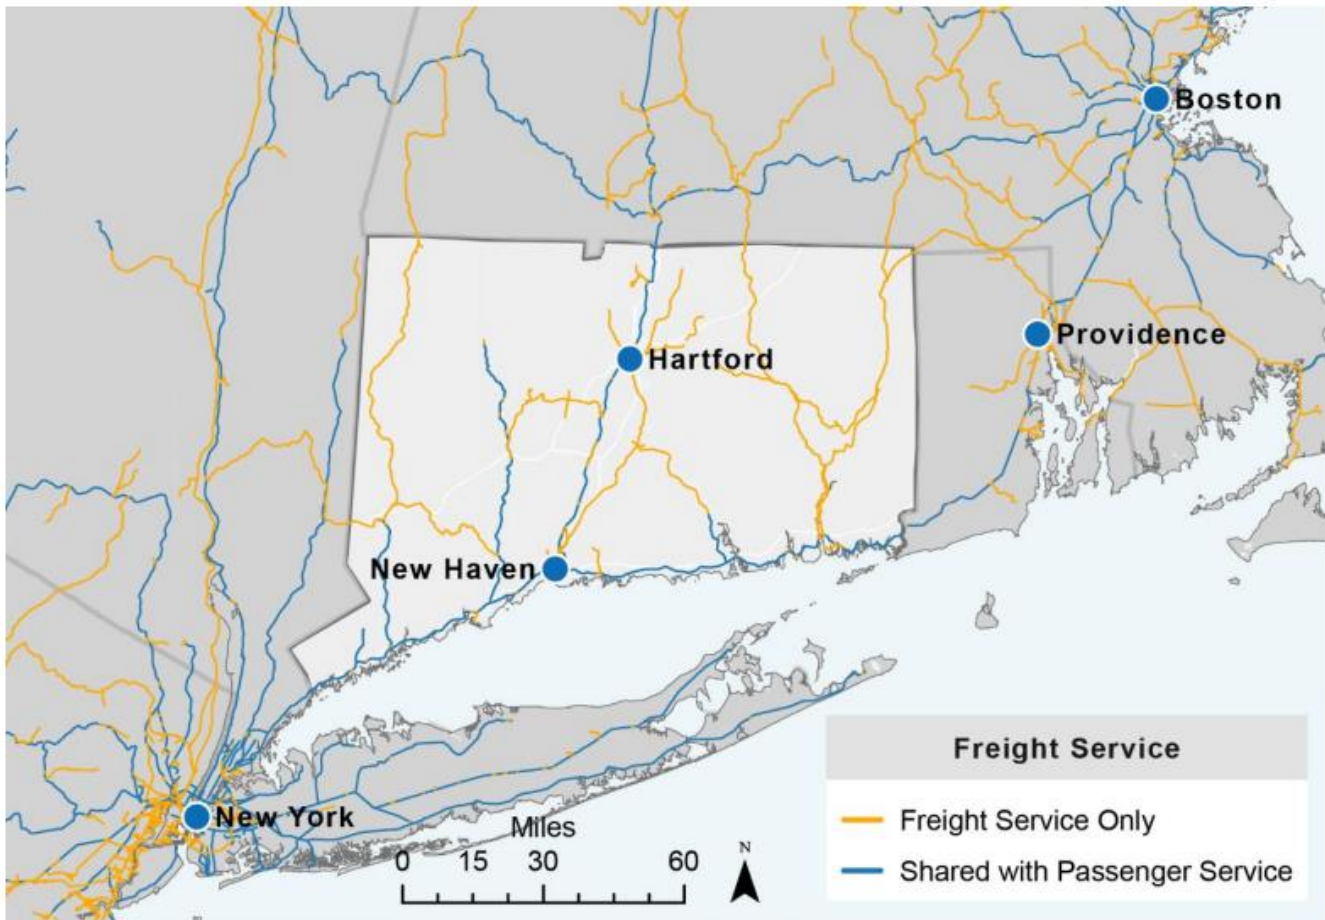 Boston
Providence
Hartford
New Haven
New York
Miles
0 15 30 60
N
Freight Service
Freight Service Only
Shared with Passenger Service